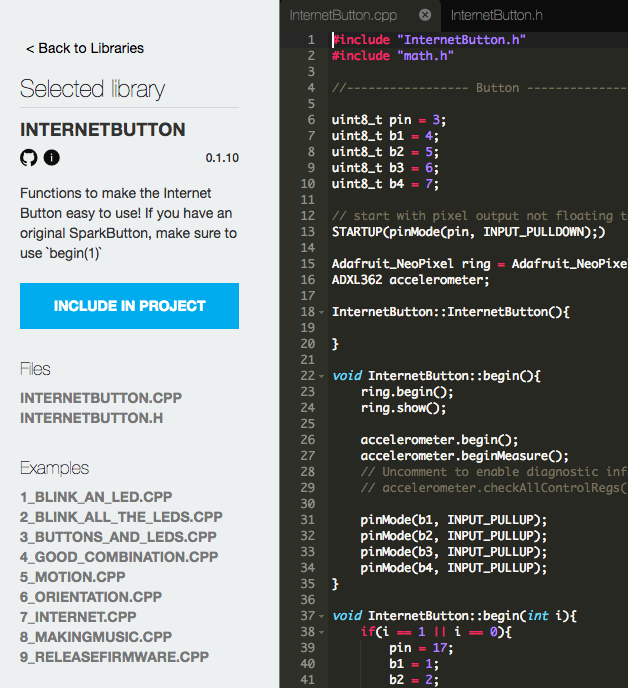 < Back to Libraries
Selected library
INTERNETBUTTON
i
0.1.10
Functions to make the Internet
Button easy to use! If you have an
original SparkButton, make sure to
use `begin(1)`
INCLUDE IN PROJECT
Files
INTERNETBUTTON.CPP
INTERNETBUTTON.H
Examples
1_BLINK_AN_LED.CPP
2_BLINK_ALL_THE_LEDS.CPP
3_BUTTONS_AND_LEDS.CPP
4_GOOD_COMBINATION.CPP
5_MOTION.CPP
6_ORIENTATION.CPP
7_INTERNET.CPP
8_MAKINGMUSIC.CPP
9_RELEASEFIRMWARE.CPP
InternetButton.cpp
InternetButton.h
1 #include "InternetButton.h"
2 #include "math.h"
3
4 //----------------- Button --------------
5
6 uint8_t pin = 3;
7 uint8_t b1 = 4;
8 uint8_t b2 = 5;
9 uint8_t b3 = 6;
10 uint8_t b4 = 7;
11
12 // start with pixel output not floating t
13 STARTUP(pinMode(pin, INPUT_PULLDOWN);)
14
15 Adafruit_NeoPixel ring = Adafruit_NeoPixe
16 ADXL362 accelerometer;
17
18 InternetButton::InternetButton(){
19
20 }
21
22 void InternetButton::begin(){
23 ring.begin();
24 ring.show();
25
26 accelerometer.begin();
27 accelerometer.beginMeasure();
28 // Uncomment to enable diagnostic inf
29 // accelerometer.checkAllControlRegs(
30
31 pinMode(b1, INPUT_PULLUP);
32 pinMode(b2, INPUT_PULLUP);
33 pinMode(b3, INPUT_PULLUP);
34 pinMode(b4, INPUT_PULLUP);
35 }
36
37 void InternetButton::begin(int i){
38 if(i == 1 || i == 0){
39 pin = 17;
40 b1 = 1;
41 b2 = 2;